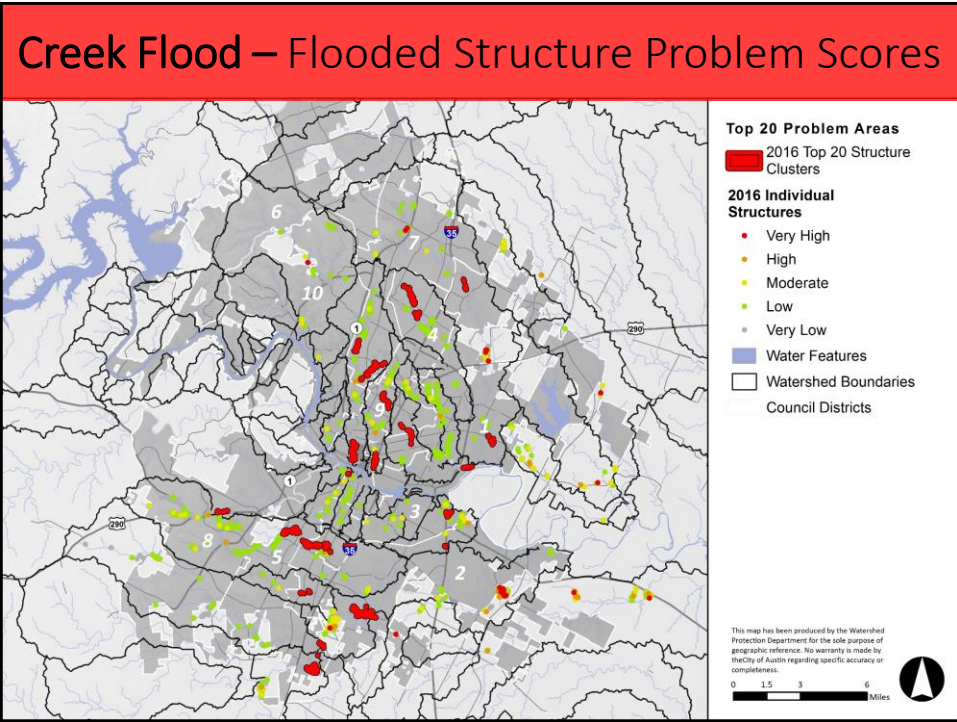 Creek Flood – Flooded Structure Problem Scores
Top 20 Problem Areas
2016 Top 20 Structure
Clusters
2016 Individual
Structures
Very High
High
Moderate
Low
Very Low
Water Features
Watershed Boundaries
Council Districts
6
7
35
10
1
4
290
9
1
1
3
290
8
5
35
2
This map has been produced by the Watershed
Protection Department for the sole purpose of
geographic reference. No warranty is made by
theCity of Austin regarding specific accuracy or
completeness.
0 1.5 3 6
Miles